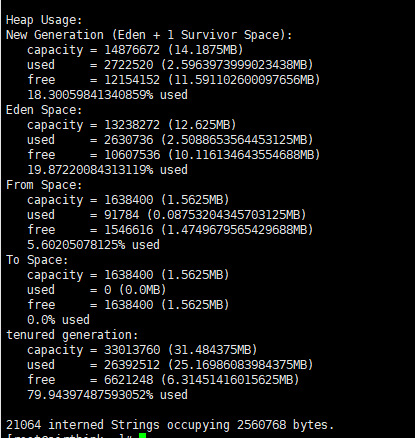 Heap Usage:
New Generation (Eden + 1 Survivor Space):
capacity = 14876672 (14.1875MB)
used     = 2722520 (2.5963973999023438MB)
free     = 12154152 (11.591102600097656MB)
18.30059841340859% used
Eden Space:
capacity = 13238272 (12.625MB)
used     = 2630736 (2.5088653564453125MB)
free     = 10607536 (10.116134643554688MB)
19.87220084313119% used
From Space:
capacity = 1638400 (1.5625MB)
used     = 91784 (0.08753204345703125MB)
free     = 1546616 (1.4749679565429688MB)
5.60205078125% used
To Space:
capacity = 1638400 (1.5625MB)
used     = 0 (0.0MB)
free     = 1638400 (1.5625MB)
0.0% used
tenured generation:
capacity = 33013760 (31.484375MB)
used     = 26392512 (25.16986083984375MB)
free     = 6621248 (6.31451416015625MB)
79.94397487593052% used
21064 interned Strings occupying 2560768 bytes.